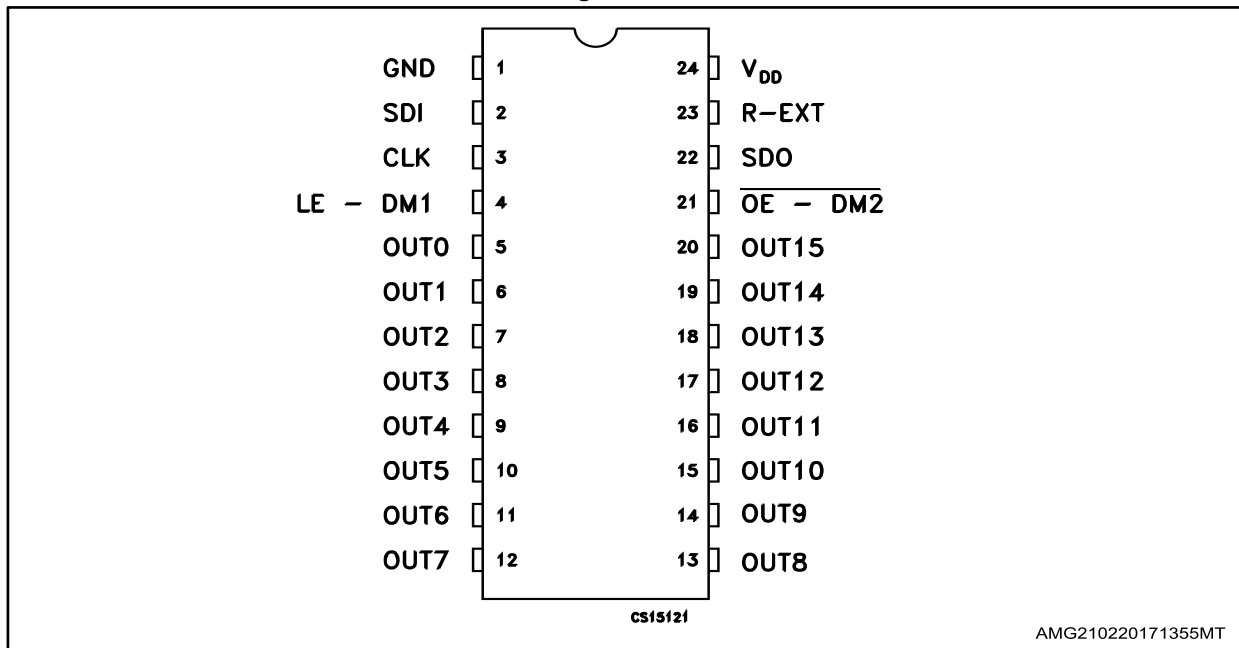 GND 1 24 VDD
SDI 2 23 R-EXT
CLK 3 22 SDO
LE - DM1 4 21 OE - DM2
OUT0 5 20 OUT15
OUT1 6 19 OUT14
OUT2 7 18 OUT13
OUT3 8 17 OUT12
OUT4 9 16 OUT11
OUT5 10 15 OUT10
OUT6 11 14 OUT9
OUT7 12 13 OUT8
CS15121
AMG210220171355MT